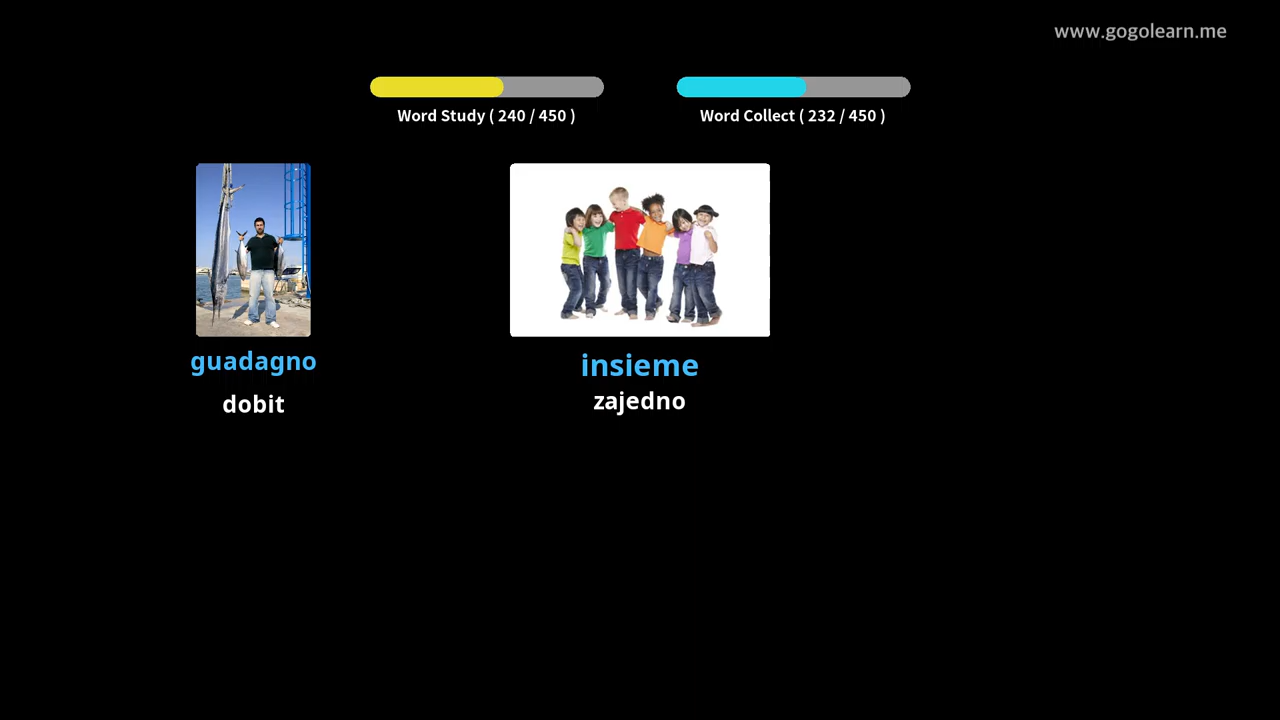 www.gogolearn.me
Word Study ( 240 / 450 )
Word Collect ( 232 / 450 )
guadagno
dobit
insieme
zajedno